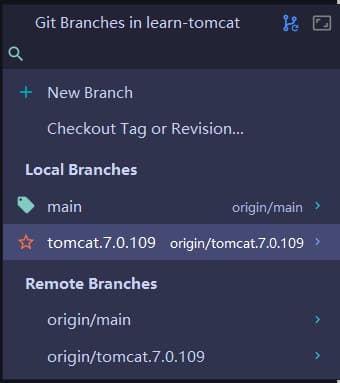 Git Branches in learn-tomcat
New Branch
Checkout Tag or Revision...
Local Branches
main origin/main
tomcat.7.0.109 origin/tomcat.7.0.109
Remote Branches
origin/main
origin/tomcat.7.0.109